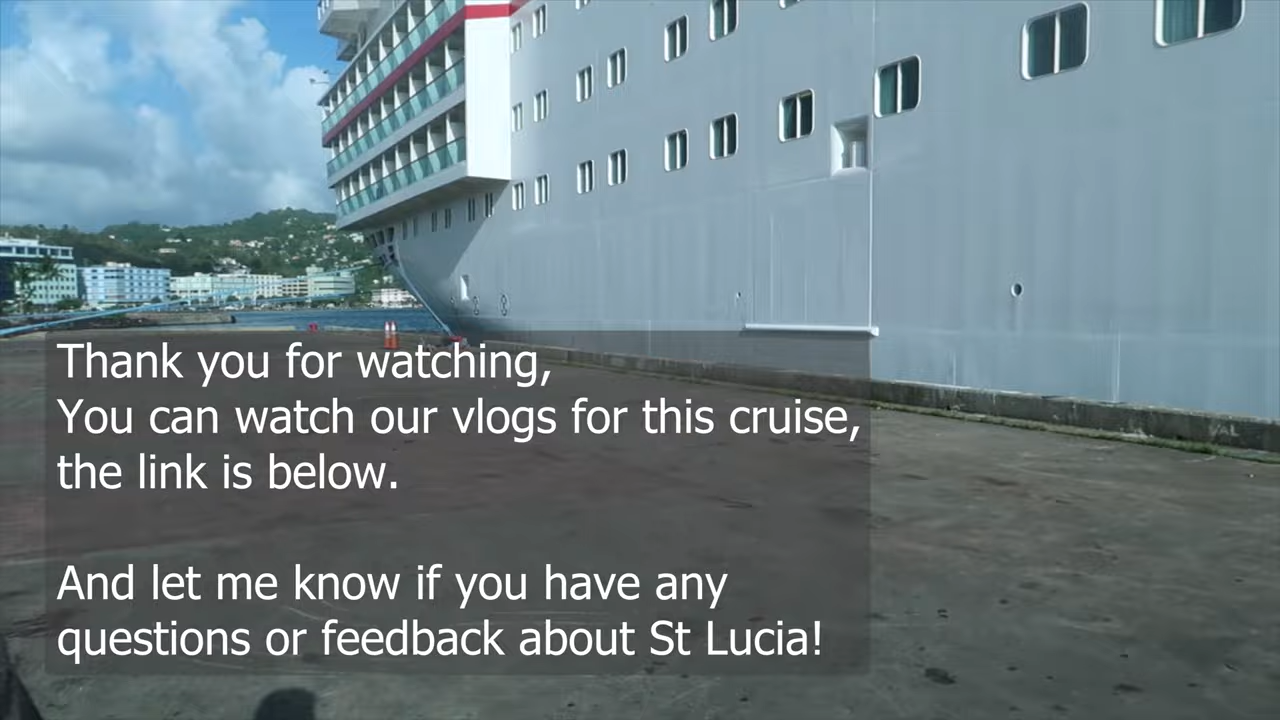 Thank you for watching,
You can watch our vlogs for this cruise,
the link is below.
And let me know if you have any
questions or feedback about St Lucia!